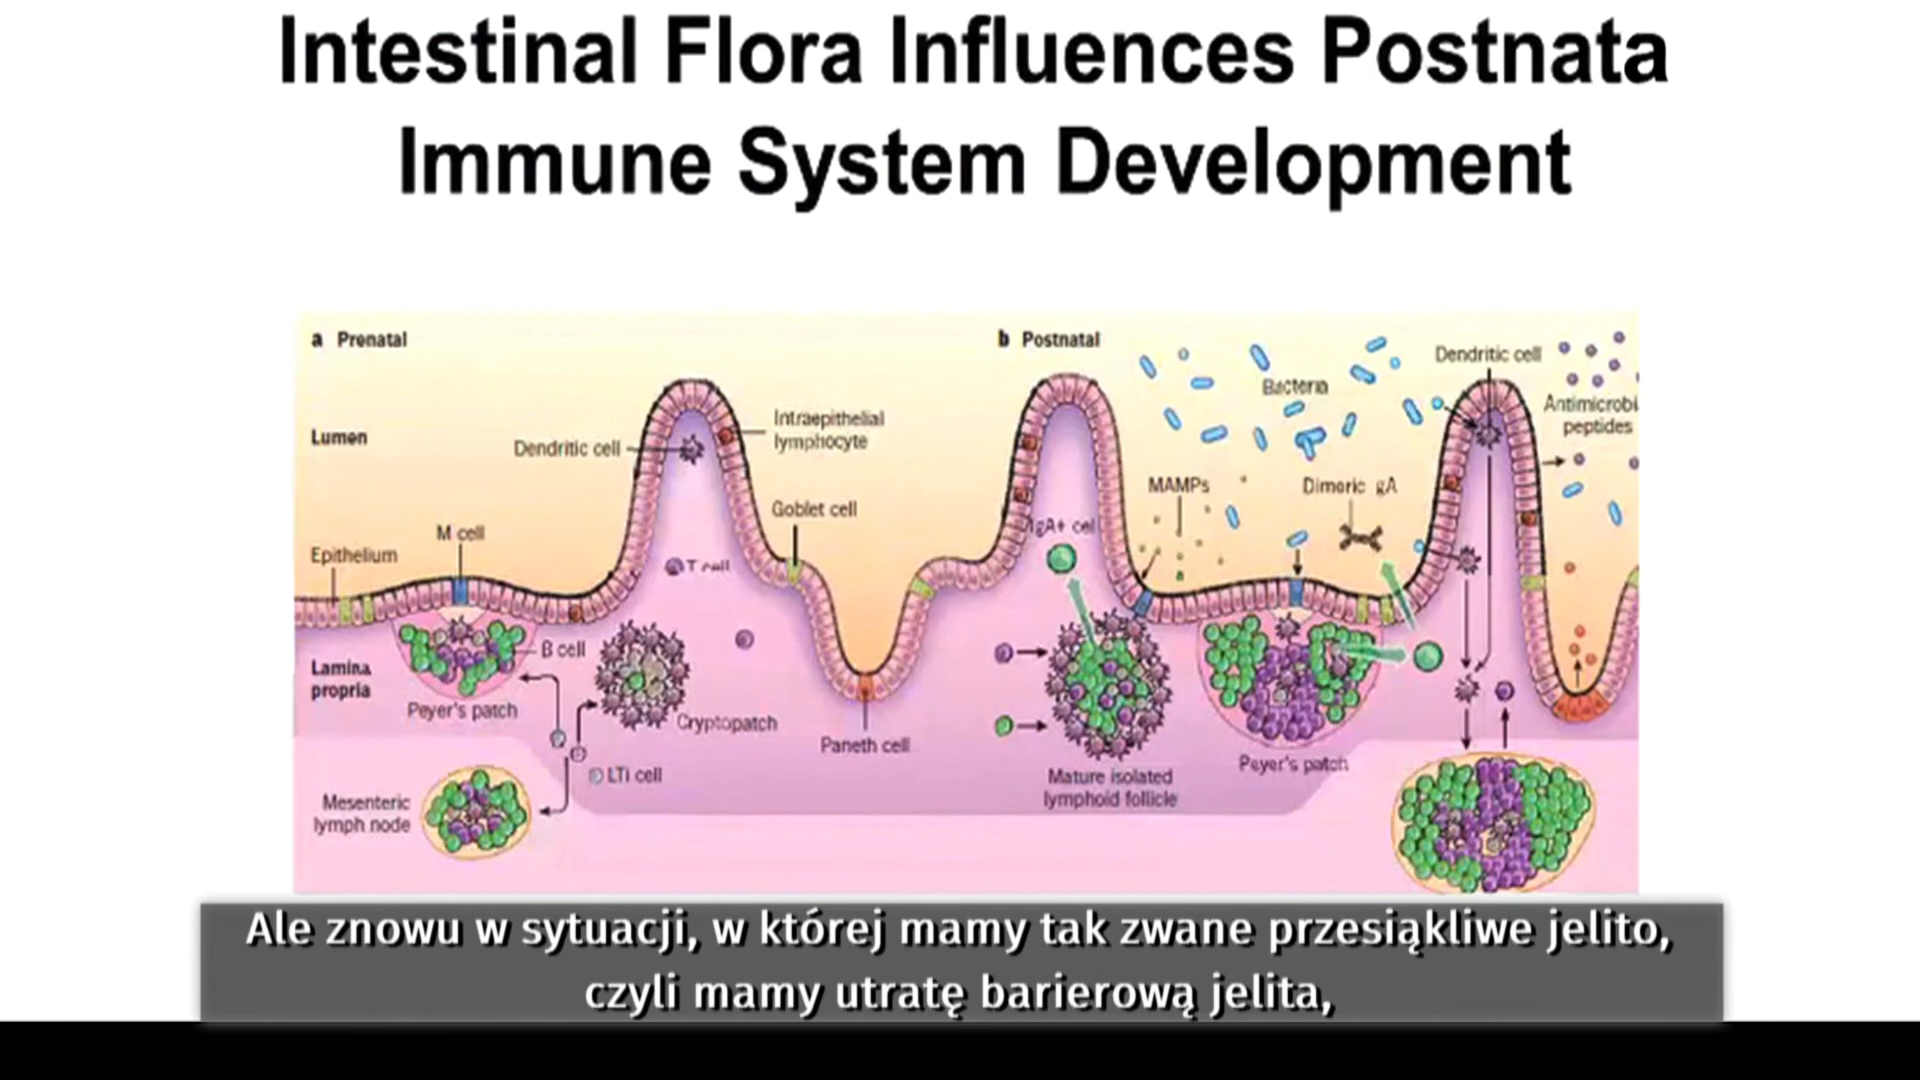 Intestinal Flora Influences Postnata
Immune System Development
a Prenatal
b Postnatal
Dendritic cell
Bacteria
Antimicrobi
peptides
Lumen
Dendritic cell
Intraepithelial
lymphocyte
MAMPs
Dimeric gA
Goblet cell
M cell
IgA+ cel
Epithelium
T cell
B cell
Lamina
propria
Peyer's patch
Cryptopatch
Paneth cell
Peyer's patch
LTi cell
Mature isolated
lymphoid follicle
Mesenteric
lymph node
Ale znowu w sytuacji, w której mamy tak zwane przesiąkliwe jelito,
czyli mamy utratę barierową jelita,